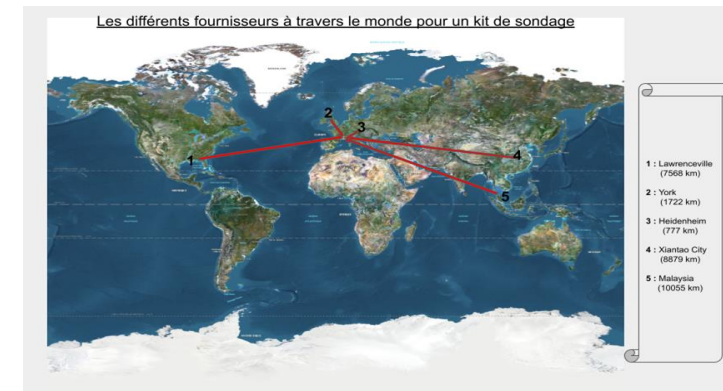 Les différents fournisseurs à travers le monde pour un kit de sondage
2
3
1
4
5
1 : Lawrenceville
(7568 km)
2 : York
(1722 km)
3 : Heidenheim
(777 km)
4 : Xiantao City
(8879 km)
5 : Malaysia
(10055 km)